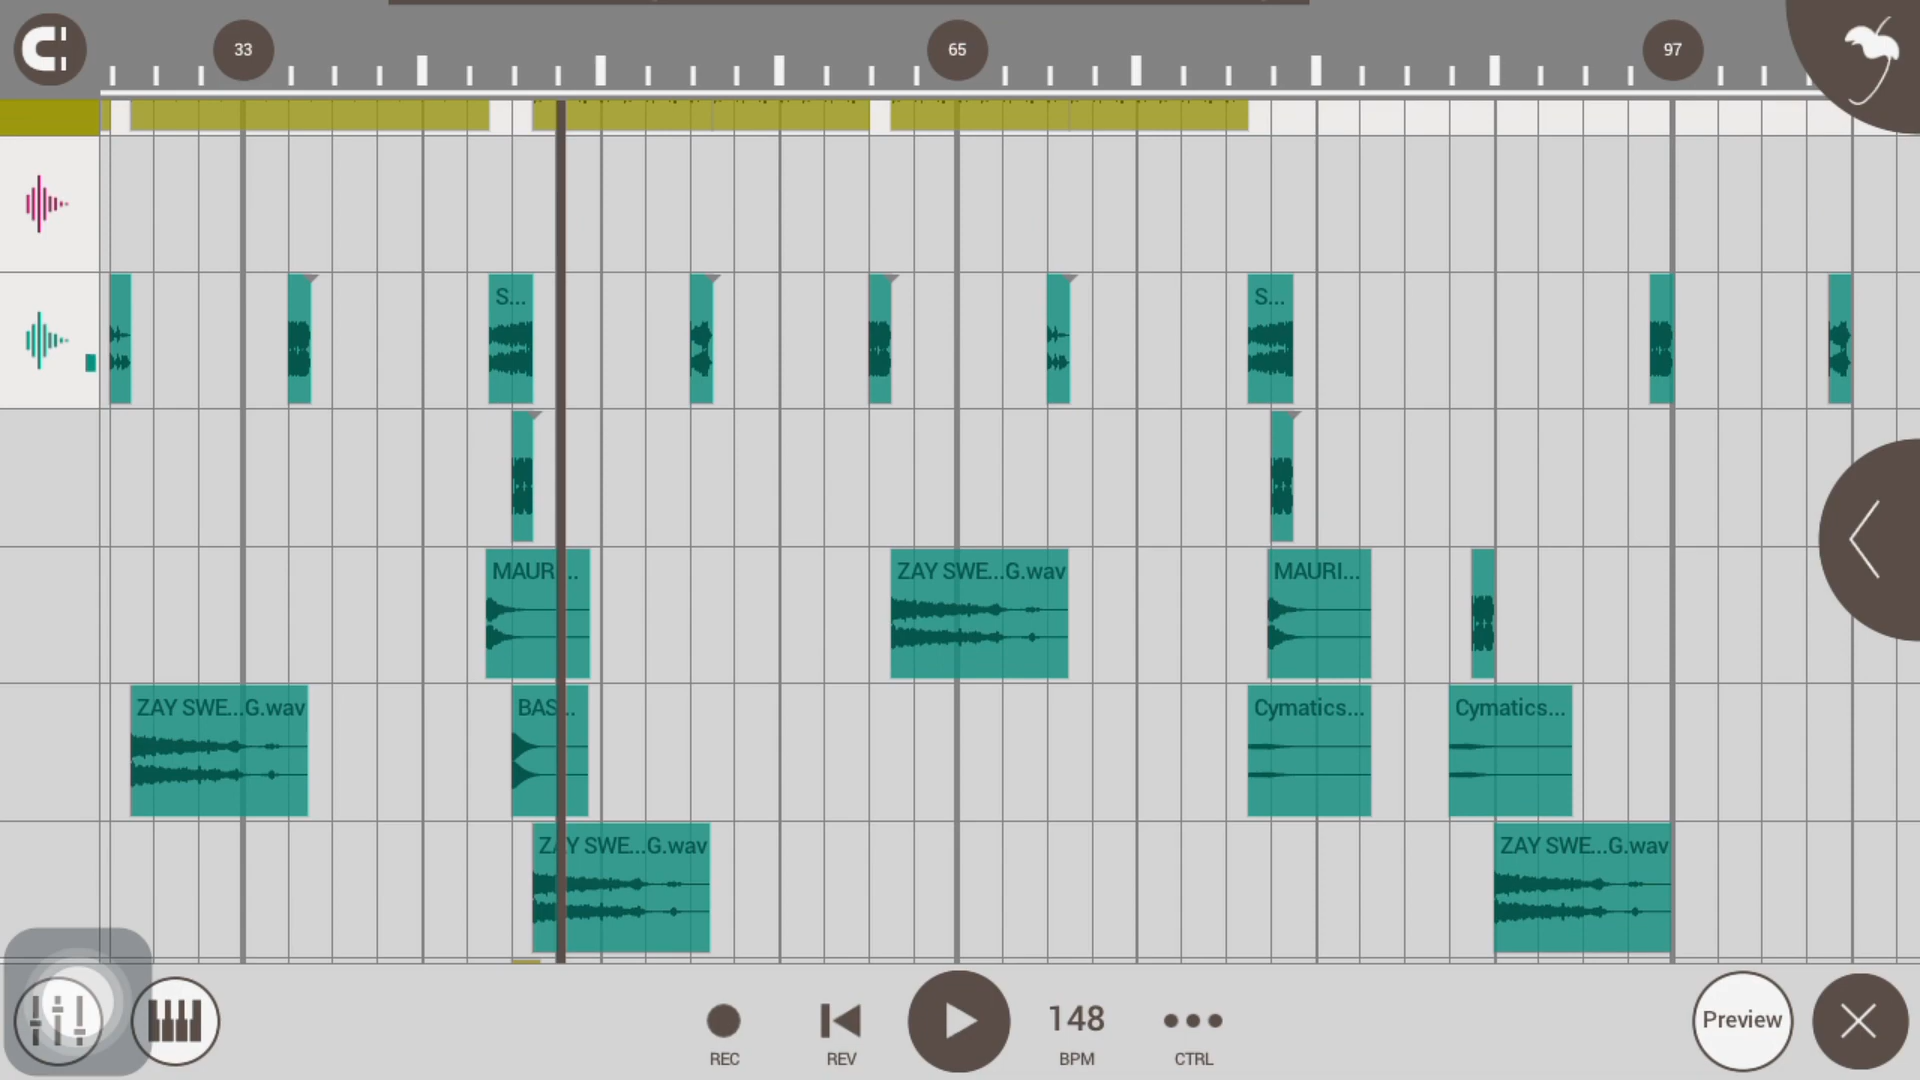 33
65
97
S...
S...
MAUR...
ZAY SWE...G.wav
MAURI...
ZAY SWE...G.wav
BAS...
Cymatics...
Cymatics...
ZAY SWE...G.wav
ZAY SWE...G.wav
148
Preview
REC
REV
BPM
CTRL